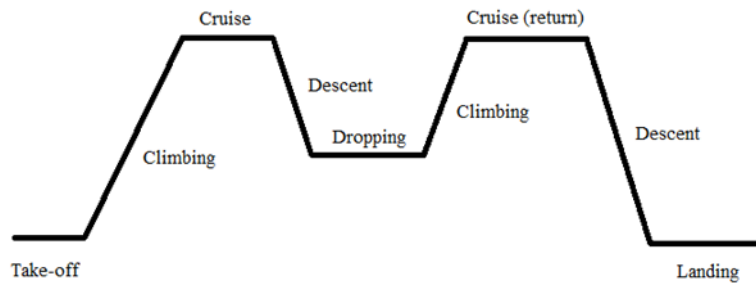 Cruise
Cruise (return)
Descent
Dropping
Climbing
Climbing
Descent
Take-off
Landing